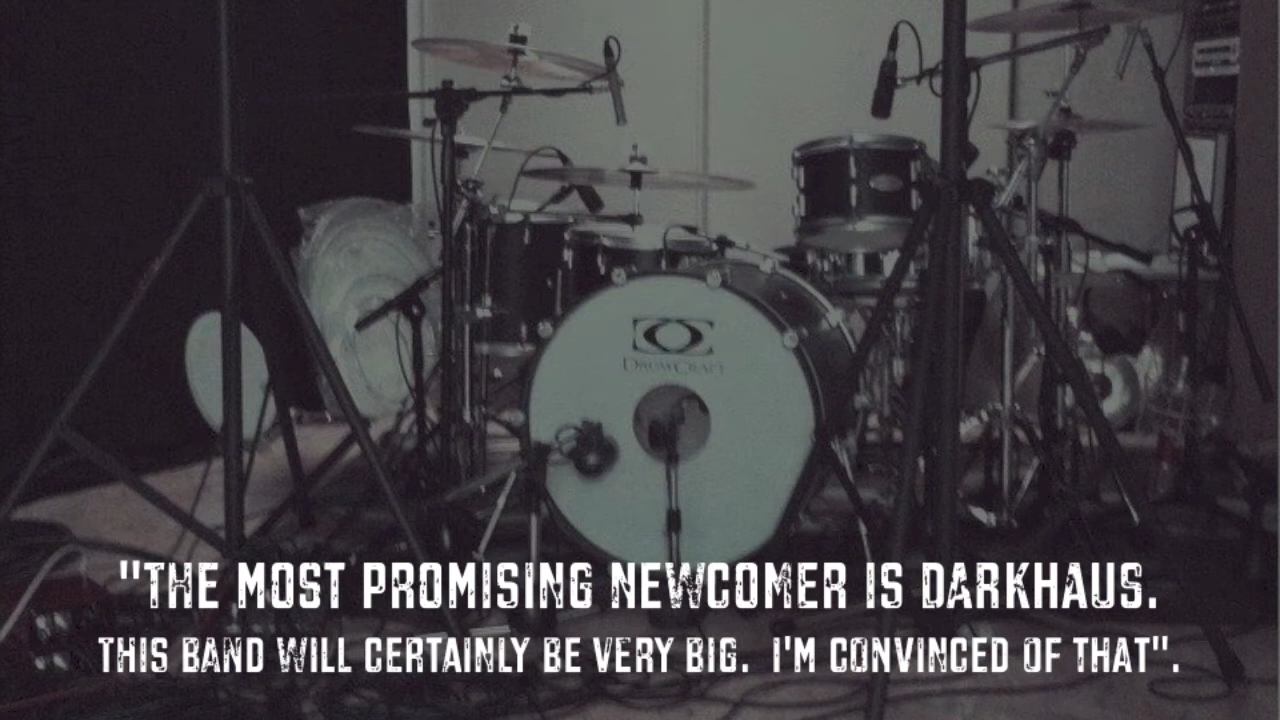 DRUMCRAFT
"THE MOST PROMISING NEWCOMER IS DARKHAUS.
THIS BAND WILL CERTAINLY BE VERY BIG.  I'M CONVINCED OF THAT".